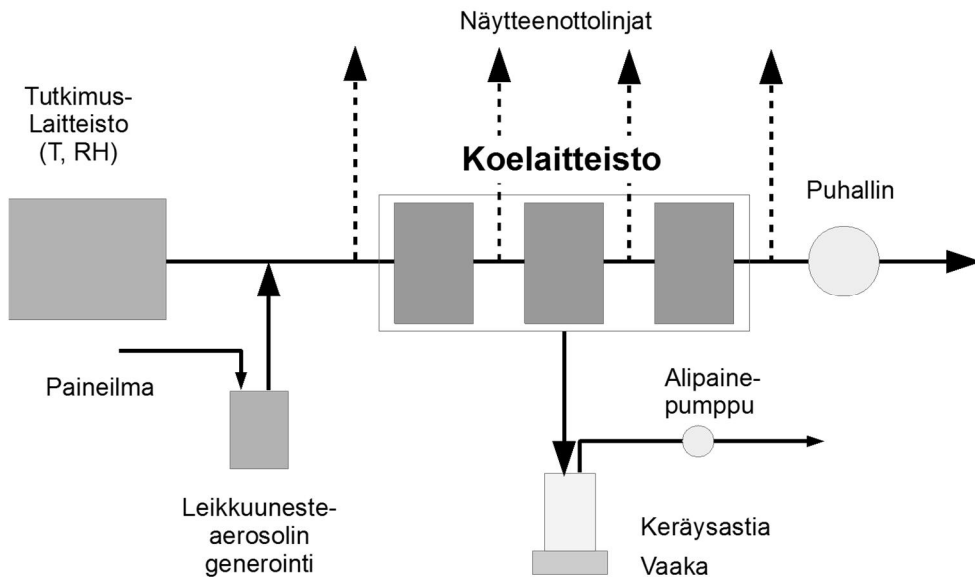 Näytteenottolinjat
Tutkimus-
Laitteisto
(T, RH)
Koelaitteisto
Puhallin
Paineilma
Alipaine-
pumppu
Leikkuuneste-
aerosolin
generointi
Keräysastia
Vaaka